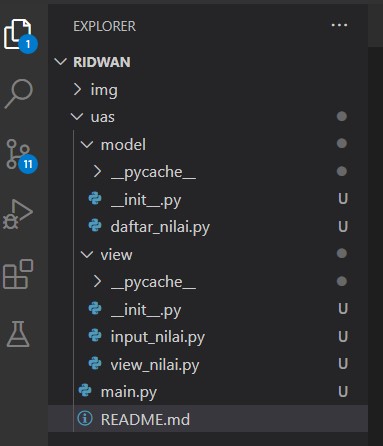 EXPLORER ...
RIDWAN
img
uas
model
__pycache__
__init__.py U
daftar_nilai.py U
view
__pycache__
__init__.py U
input_nilai.py U
view_nilai.py U
main.py U
README.md
1
11